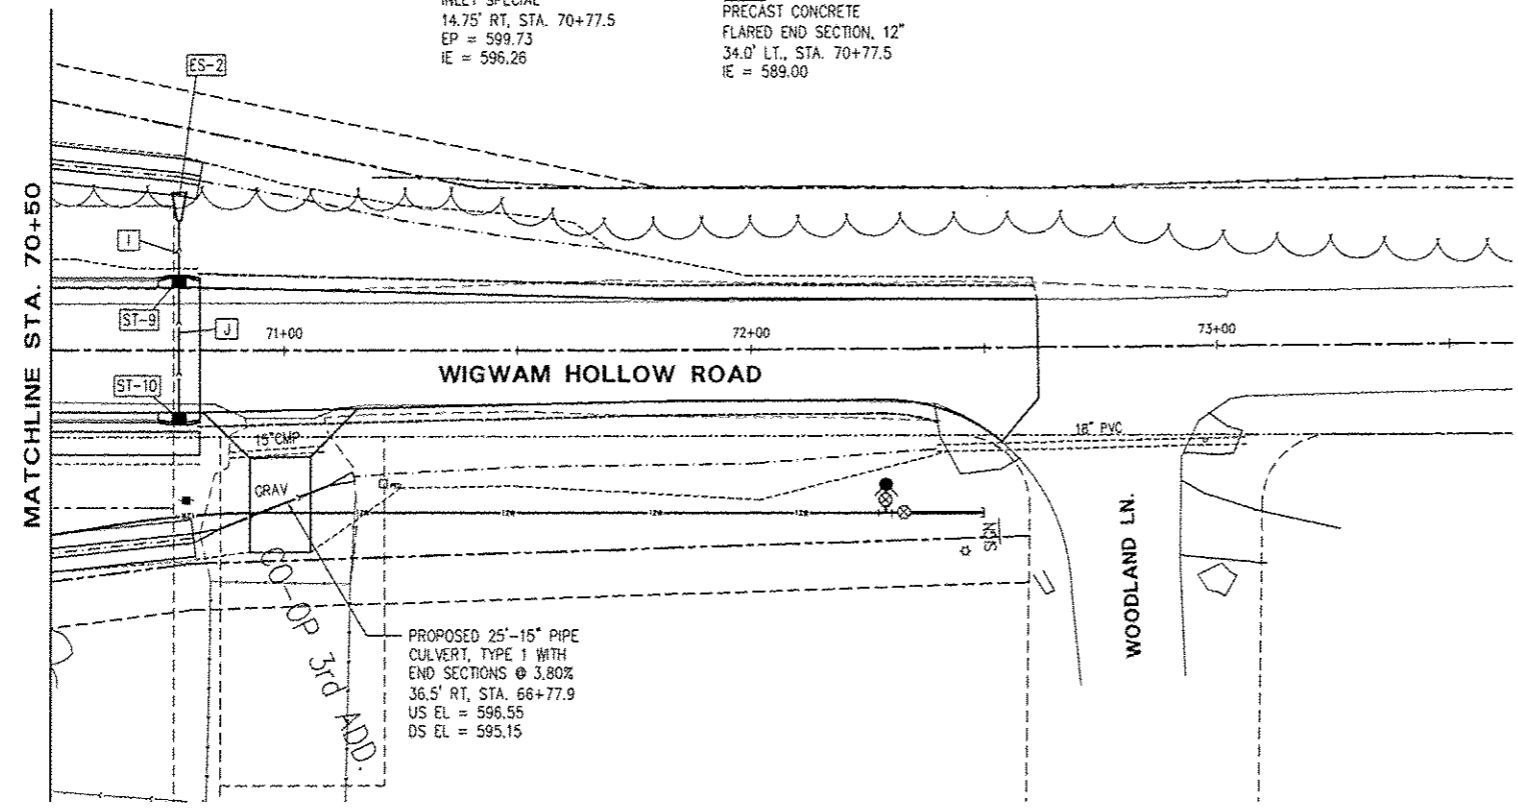 INLET SPECIAL
14.75' RT, STA. 70+77.5
EP = 599.73
IE = 596.26
PRECAST CONCRETE
FLARED END SECTION, 12"
34.0' LT., STA. 70+77.5
IE = 589.00
ES-2
MATCHLINE STA. 70+50
I
ST-9
J
71+00
72+00
73+00
WIGWAM HOLLOW ROAD
ST-10
15"CMP
18" PVC
GRAV
SIGN
WOODLAND LN.
CO-OP 3rd ADD.
PROPOSED 25'-15" PIPE
CULVERT, TYPE 1 WITH
END SECTIONS @ 3.80%
36.5' RT, STA. 66+77.9
US EL = 596.55
DS EL = 595.15